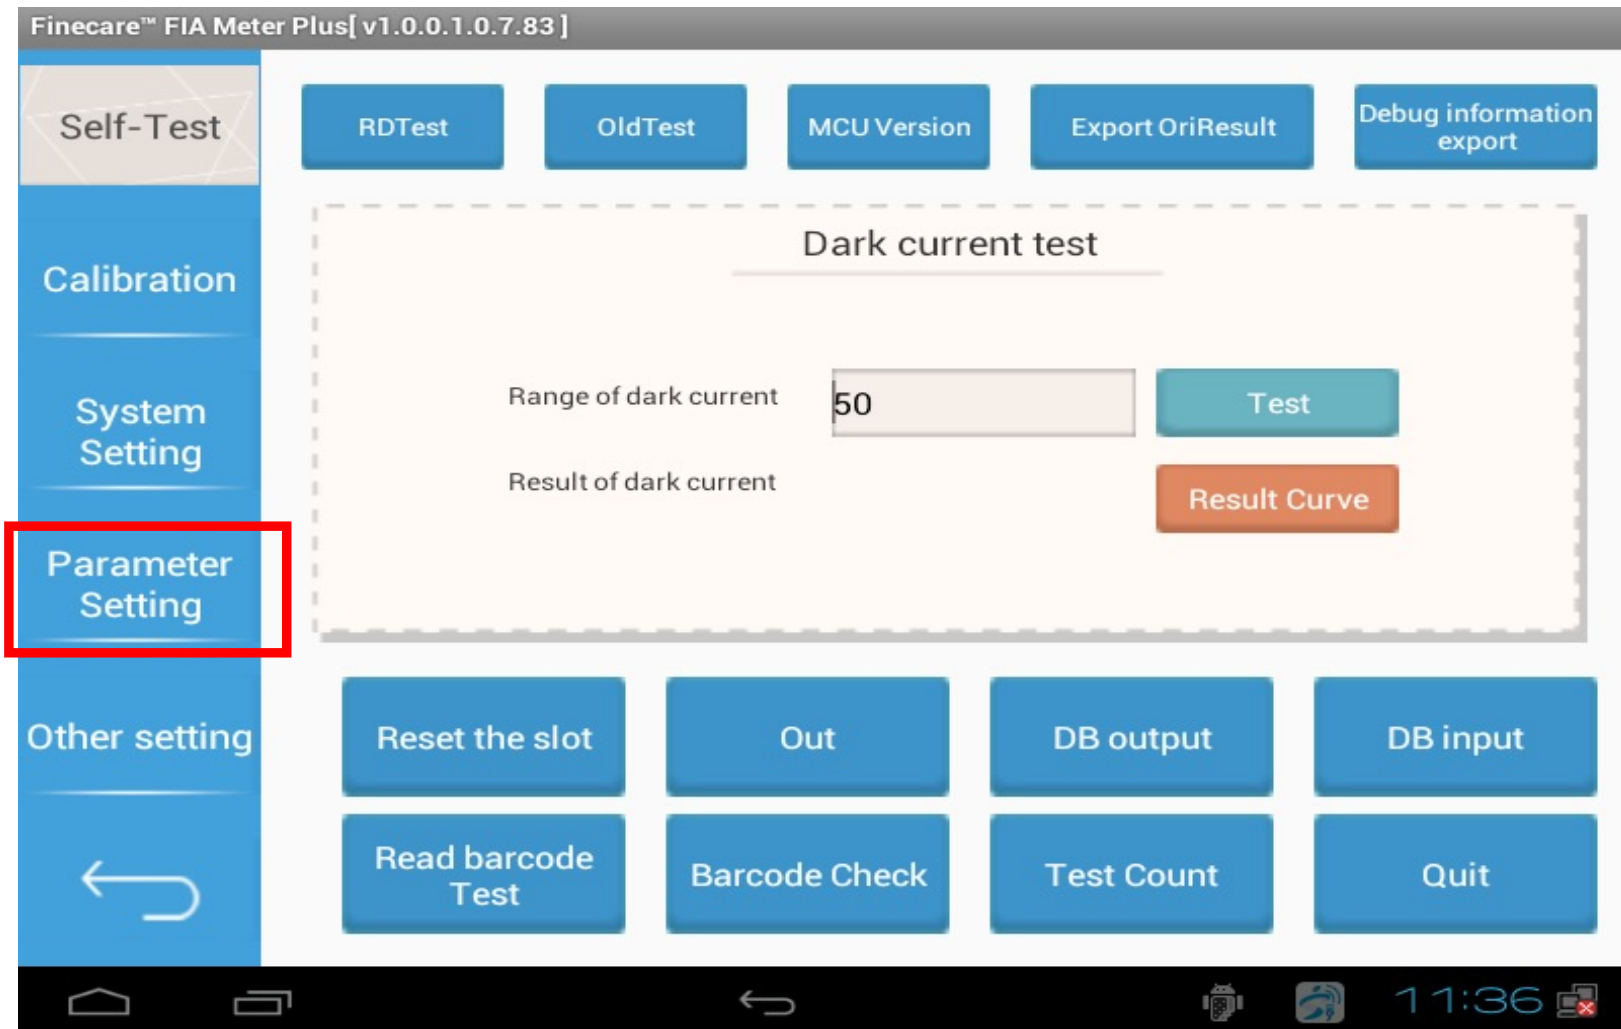 Finecare™ FIA Meter Plus[ v1.0.0.1.0.7.83 ]
Self-Test
Calibration
System
Setting
Parameter
Setting
Other setting
RDTest
OldTest
MCU Version
Export OriResult
Debug information
export
Dark current test
Range of dark current
50
Test
Result of dark current
Result Curve
Reset the slot
Out
DB output
DB input
Read barcode
Test
Barcode Check
Test Count
Quit
11:36